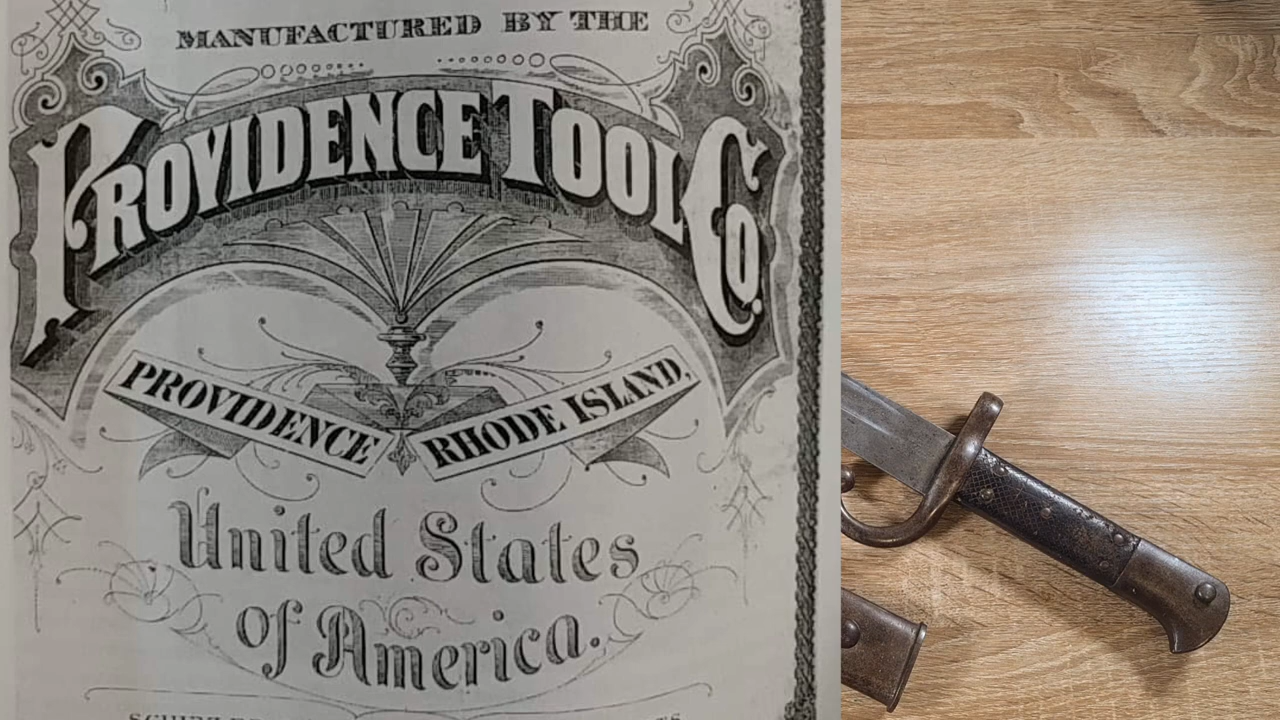 MANUFACTURED BY THE
PROVIDENCE TOOL CO.
PROVIDENCE RHODE ISLAND,
United States
of America.